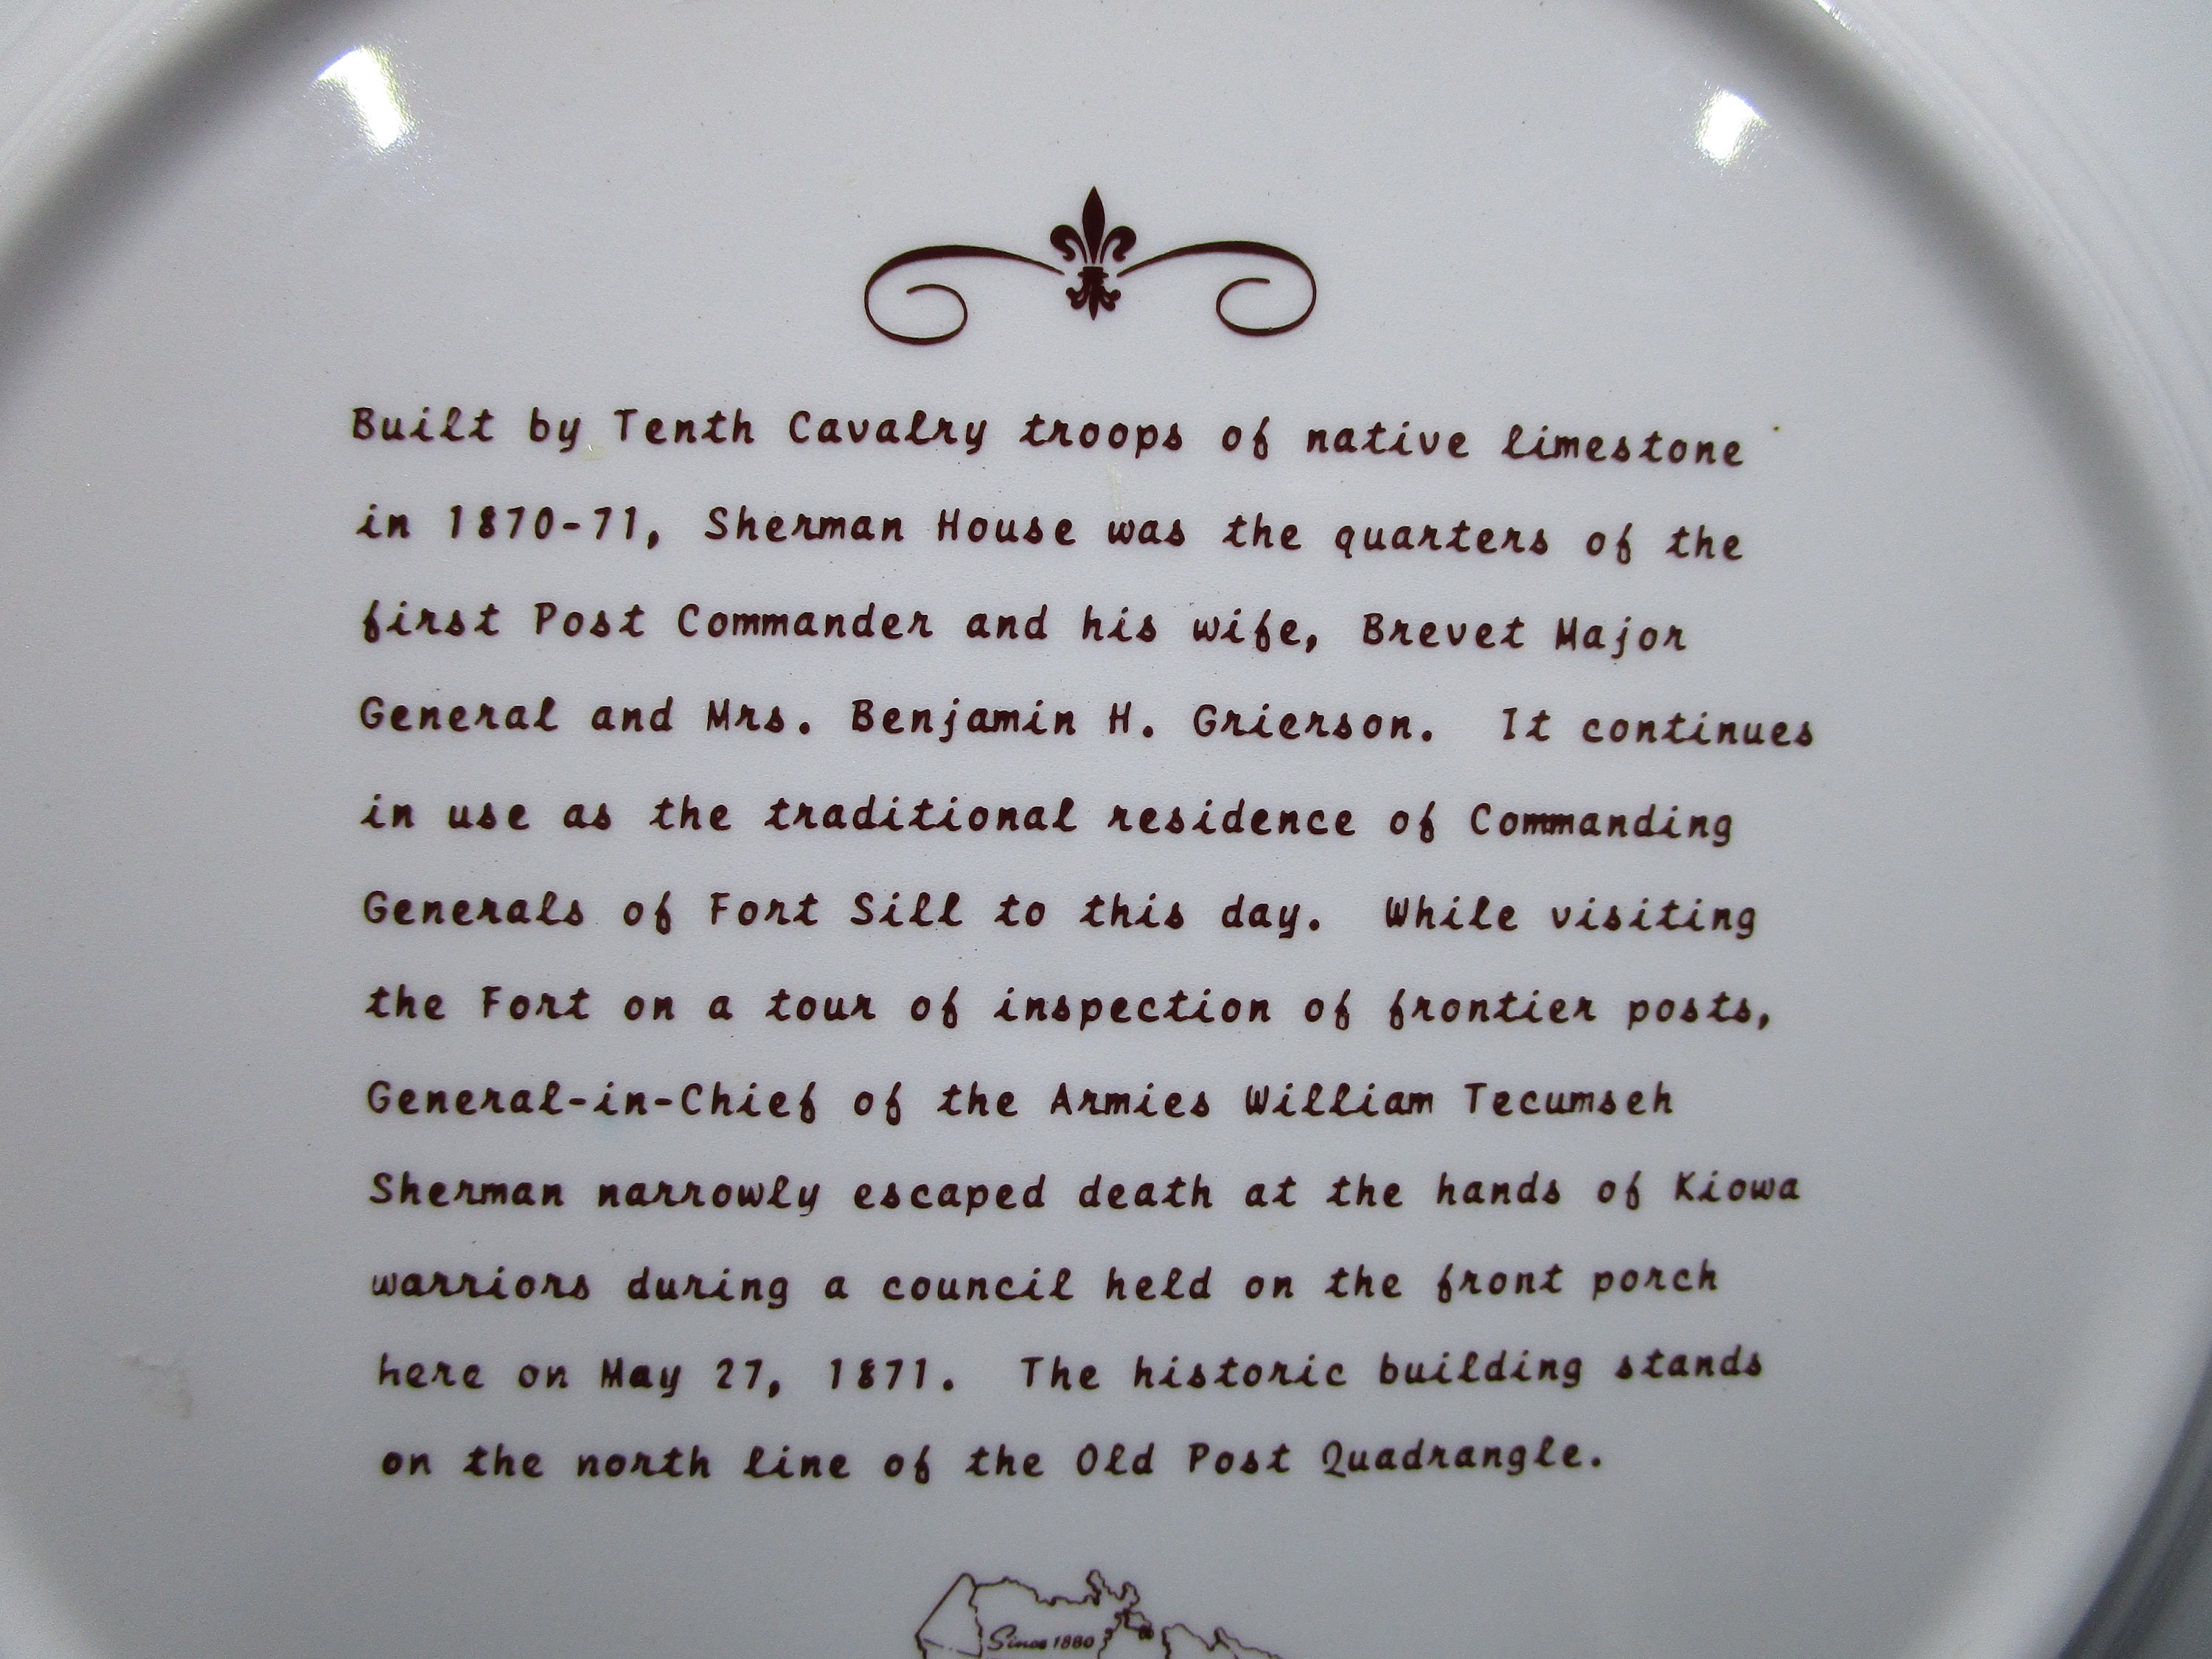 Built by Tenth Cavalry troops of native limestone
in 1870-71, Sherman House was the quarters of the
first Post Commander and his wife, Brevet Major
General and Mrs. Benjamin H. Grierson. It continues
in use as the traditional residence of Commanding
Generals of Fort Sill to this day. While visiting
the Fort on a tour of inspection of frontier posts,
General-in-Chief of the Armies William Tecumseh
Sherman narrowly escaped death at the hands of Kiowa
warriors during a council held on the front porch
here on May 27, 1871. The historic building stands
on the north line of the Old Post Quadrangle.
Since 1880